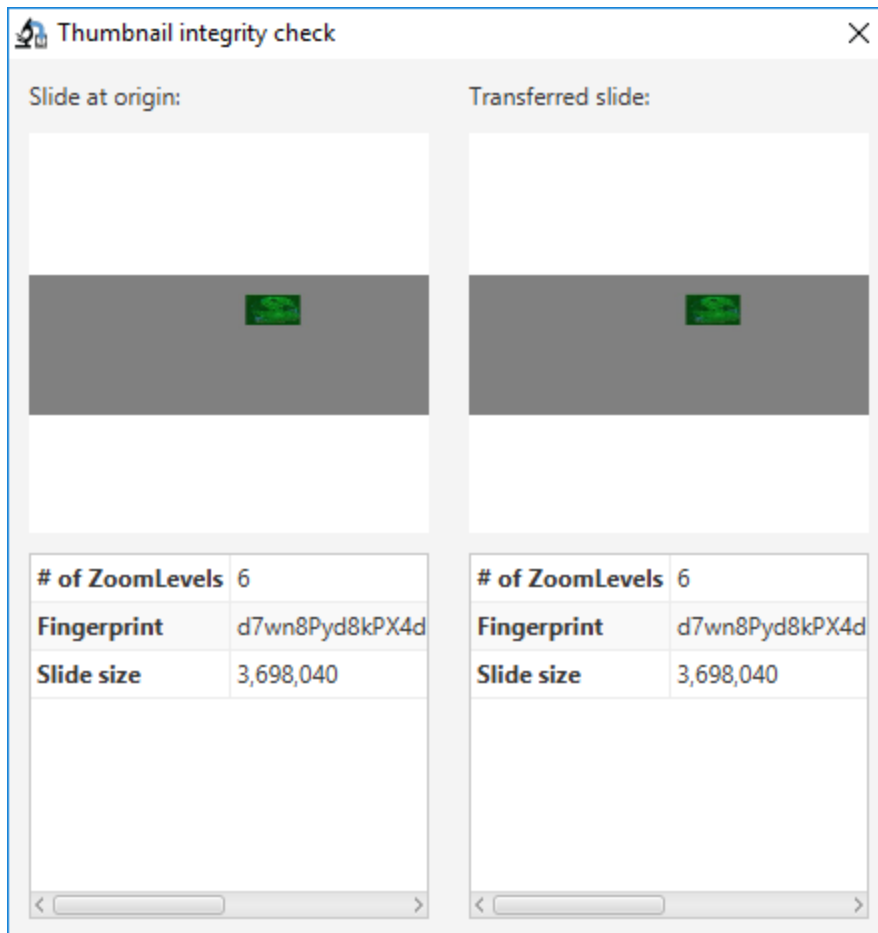 Thumbnail integrity check
Slide at origin:
Transferred slide:
# of ZoomLevels 6
Fingerprint d7wn8Pyd8kPX4d
Slide size 3,698,040
# of ZoomLevels 6
Fingerprint d7wn8Pyd8kPX4d
Slide size 3,698,040